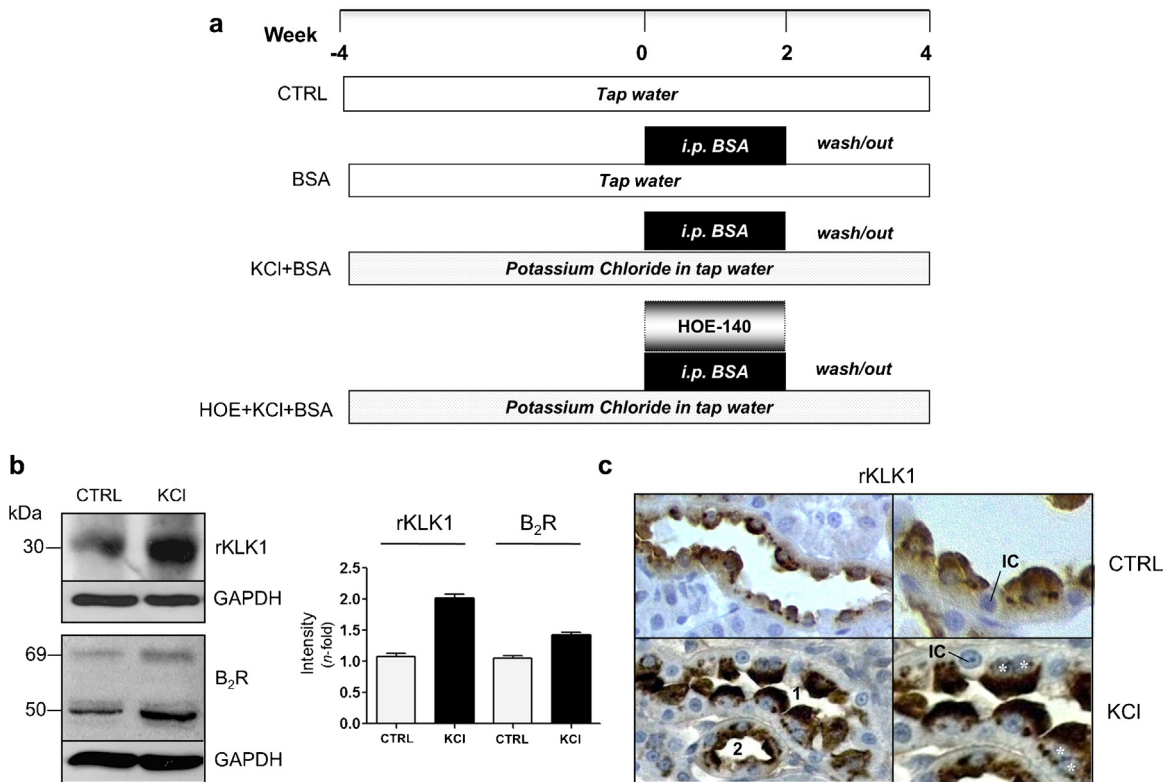 a
Week
-4 0 2 4
CTRL Tap water
i.p. BSA wash/out
BSA Tap water
i.p. BSA wash/out
KCl+BSA Potassium Chloride in tap water
HOE-140
i.p. BSA wash/out
HOE+KCl+BSA Potassium Chloride in tap water
b
CTRL KCl
kDa
30 rKLK1
GAPDH
69
B2R
50
GAPDH
rKLK1 B2R
Intensity
(n-fold)
2.5
2.0
1.5
1.0
0.5
0.0
CTRL KCl CTRL KCl
c
rKLK1
IC CTRL
IC
* *
1
KCl
2
* *